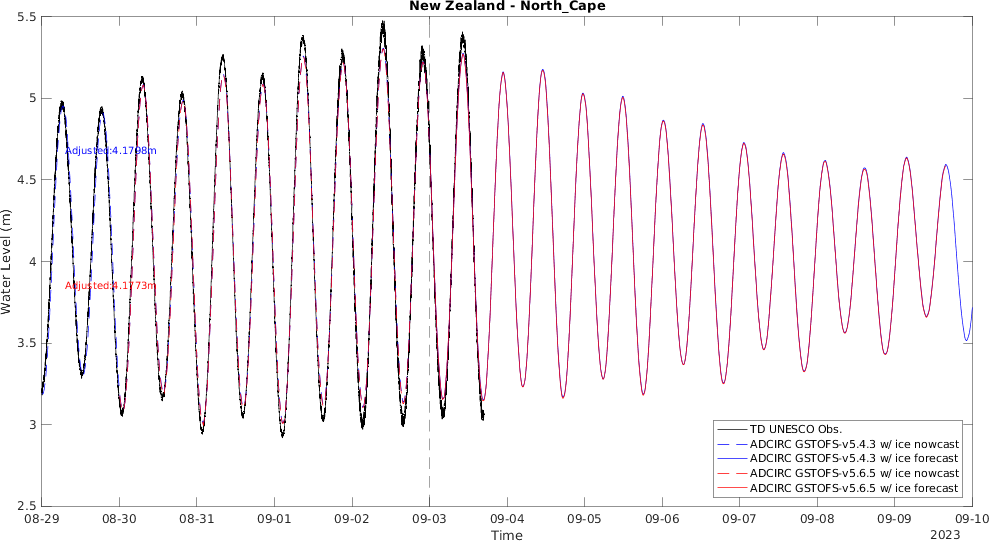 New Zealand - North_Cape
5.5
5
4.5
4
3.5
3
2.5
Water Level (m)
Adjusted:4.1798m
Adjusted:4.1773m
TD UNESCO Obs.
ADCIRC GSTOFS-v5.4.3 w/ ice nowcast
ADCIRC GSTOFS-v5.4.3 w/ ice forecast
ADCIRC GSTOFS-v5.6.5 w/ ice nowcast
ADCIRC GSTOFS-v5.6.5 w/ ice forecast
08-29 08-30 08-31 09-01 09-02 09-03 09-04 09-05 09-06 09-07 09-08 09-09 09-10
Time
2023